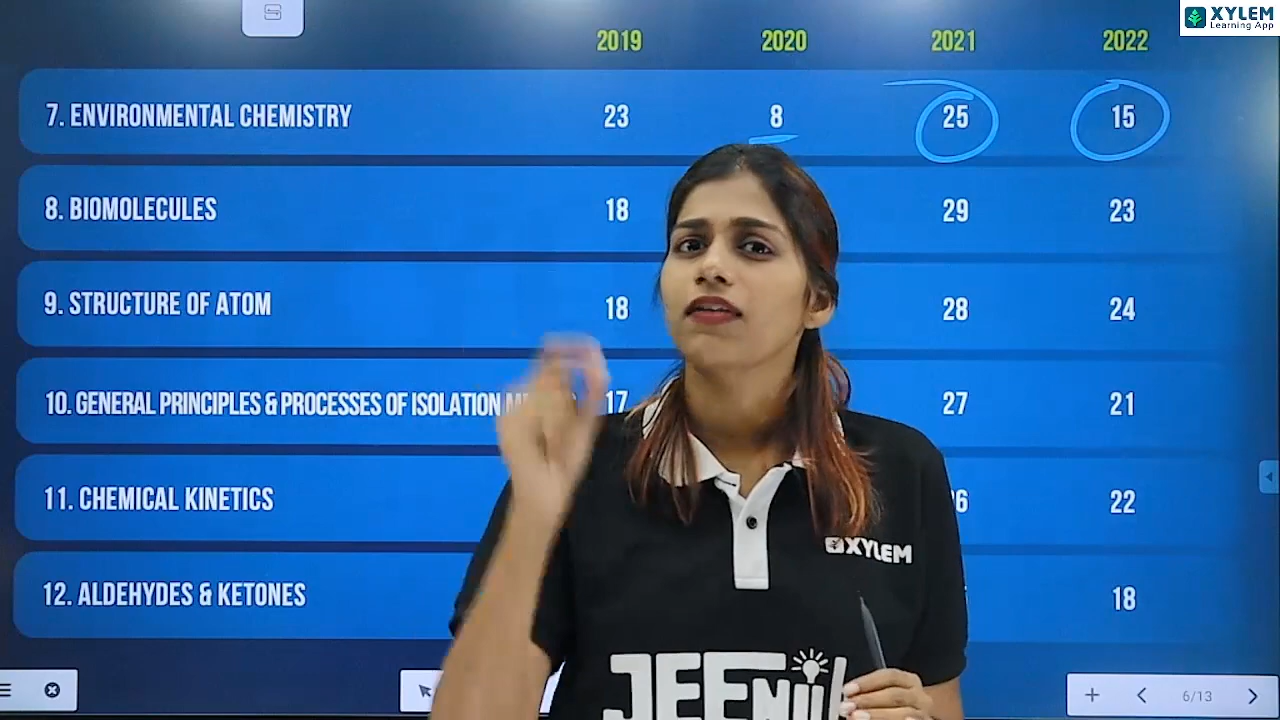 XYLEM
Learning App
2019 2020 2021 2022
7. ENVIRONMENTAL CHEMISTRY 23 8 25 15
8. BIOMOLECULES 18 29 23
9. STRUCTURE OF ATOM 18 28 24
10. GENERAL PRINCIPLES & PROCESSES OF ISOLATION 17 27 21
11. CHEMICAL KINETICS 22
12. ALDEHYDES & KETONES 18
XYLEM
6/13